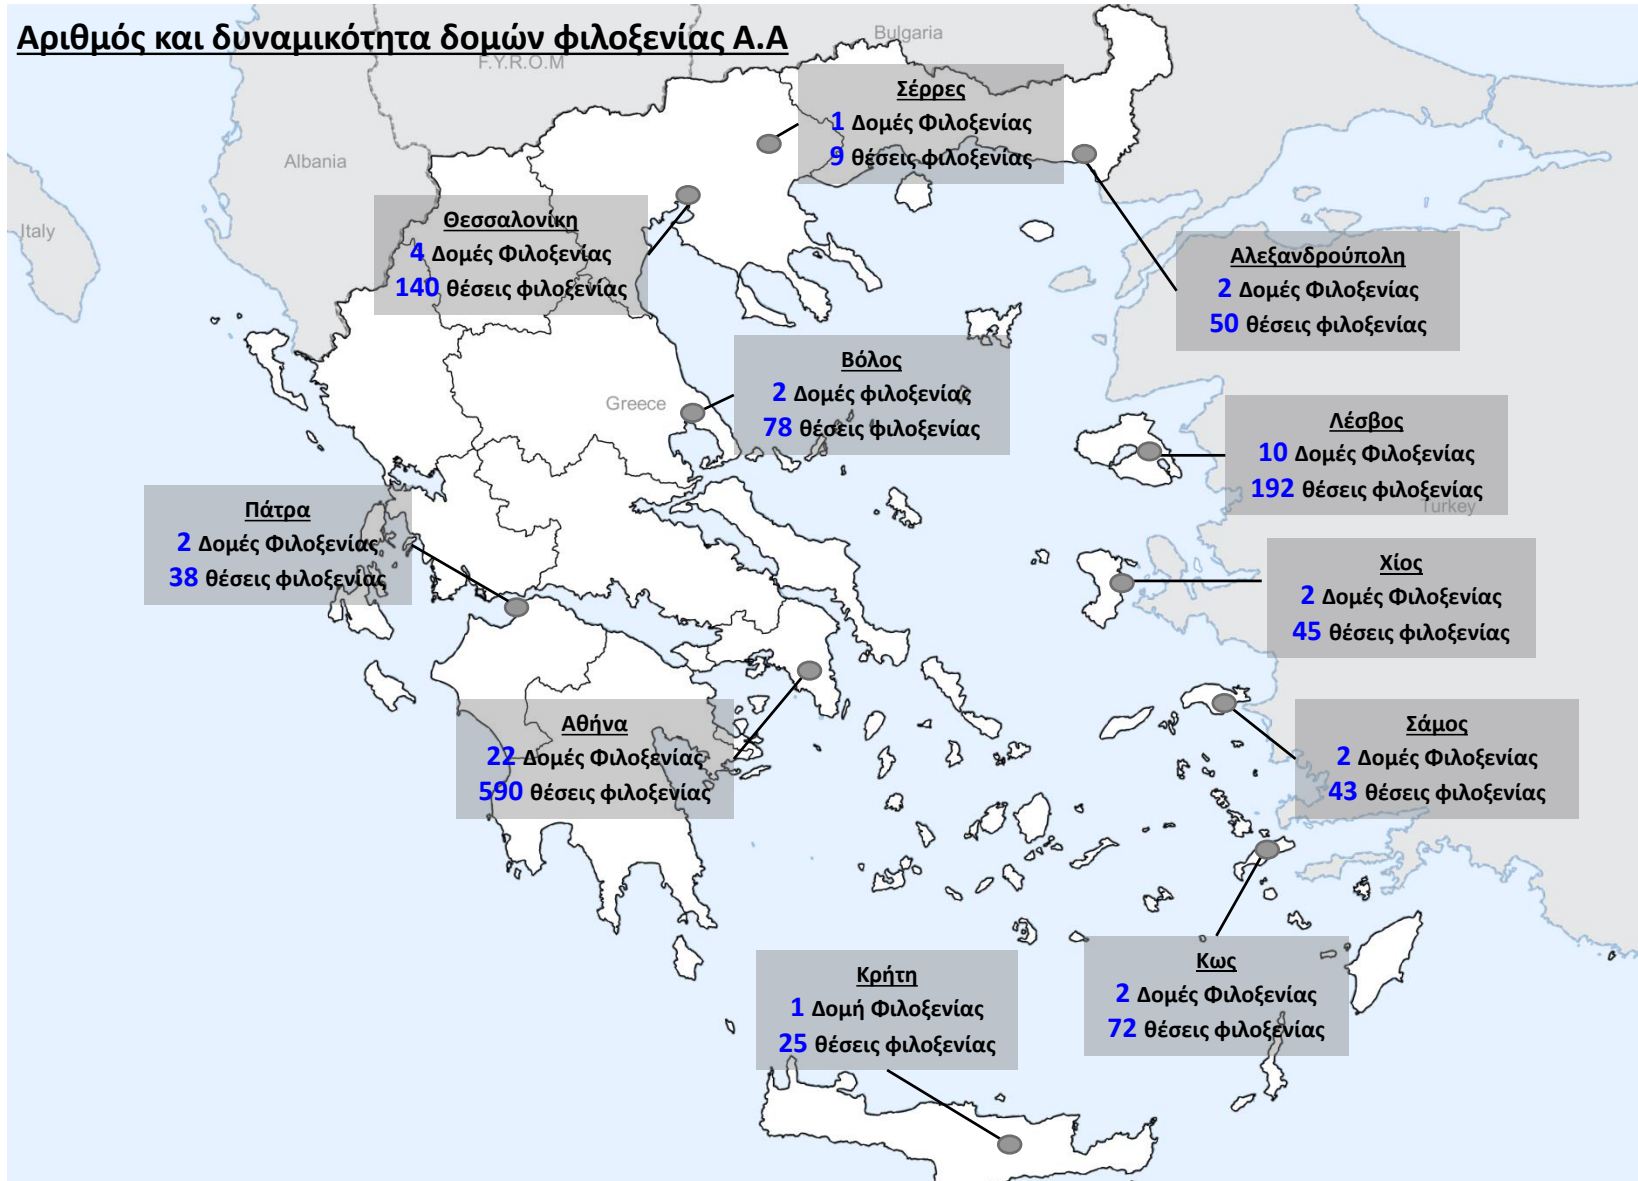 Αριθμός και δυναμικότητα δομών φιλοξενίας Α.Α
Bulgaria
F.Y.R.O.M
Albania
Italy
Greece
Turkey
Σέρρες
1 Δομές Φιλοξενίας
9 θέσεις φιλοξενίας
Θεσσαλονίκη
4 Δομές Φιλοξενίας
140 θέσεις φιλοξενίας
Αλεξανδρούπολη
2 Δομές Φιλοξενίας
50 θέσεις φιλοξενίας
Βόλος
2 Δομές φιλοξενίας
78 θέσεις φιλοξενίας
Λέσβος
10 Δομές Φιλοξενίας
192 θέσεις φιλοξενίας
Πάτρα
2 Δομές Φιλοξενίας
38 θέσεις φιλοξενίας
Χίος
2 Δομές Φιλοξενίας
45 θέσεις φιλοξενίας
Αθήνα
22 Δομές Φιλοξενίας
590 θέσεις φιλοξενίας
Σάμος
2 Δομές Φιλοξενίας
43 θέσεις φιλοξενίας
Κρήτη
1 Δομή Φιλοξενίας
25 θέσεις φιλοξενίας
Κως
2 Δομές Φιλοξενίας
72 θέσεις φιλοξενίας